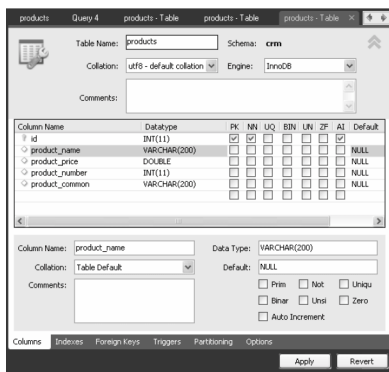 products Query 4 products - Table products - Table products - Table ×
Table Name: products Schema: crm
Collation: utf8 - default collation Engine: InnoDB
Comments:
Column Name Datatype PK NN UQ BIN UN ZF AI Default
id INT(11)
product_name VARCHAR(200) NULL
product_price DOUBLE NULL
product_number INT(11) NULL
product_common VARCHAR(200) NULL
Column Name: product_name Data Type: VARCHAR(200)
Collation: Table Default Default: NULL
Comments: Prim Not Uniqu
Binar Unsi Zero
Auto Increment
Columns Indexes Foreign Keys Triggers Partitioning Options
Apply Revert